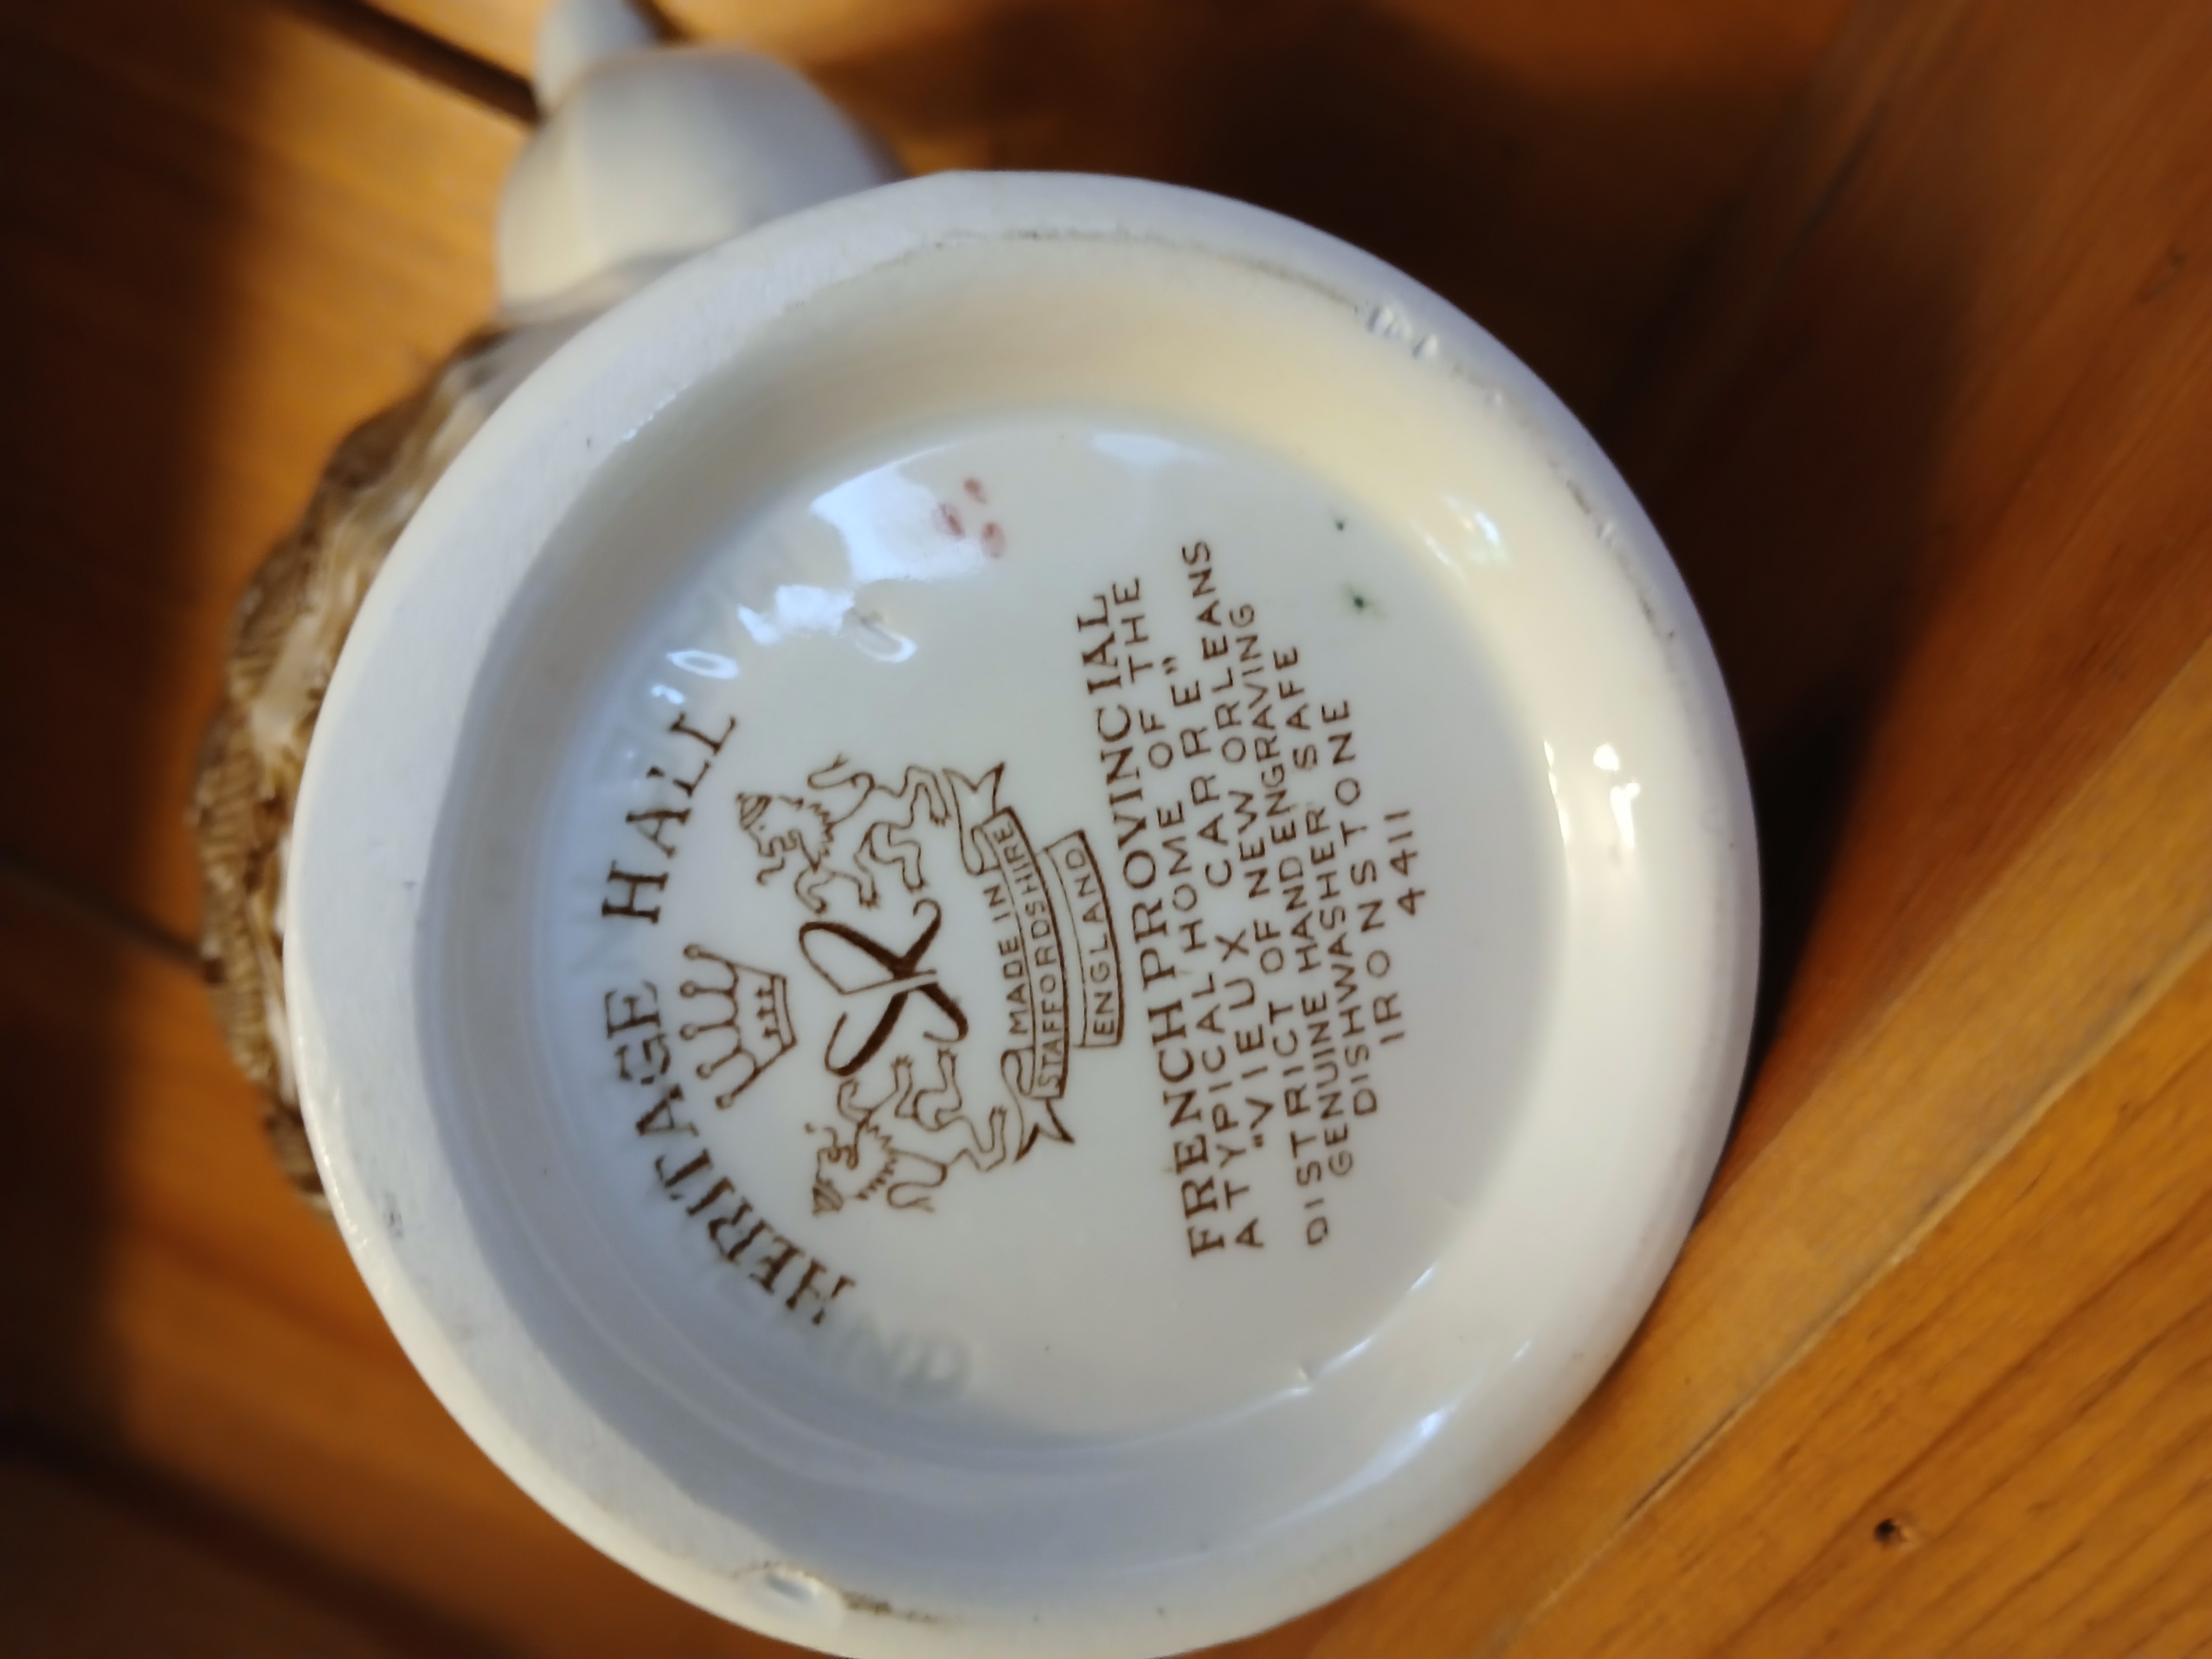 HERITAGE HALL
JR
MADE IN
STAFFORDSHIRE
ENGLAND
FRENCH PROVINCIAL
A TYPICAL HOME OF THE
"VIEUX CARRE"
DISTRICT OF NEW ORLEANS
GENUINE HAND ENGRAVING
DISHWASHER SAFE
IRONSTONE
4411